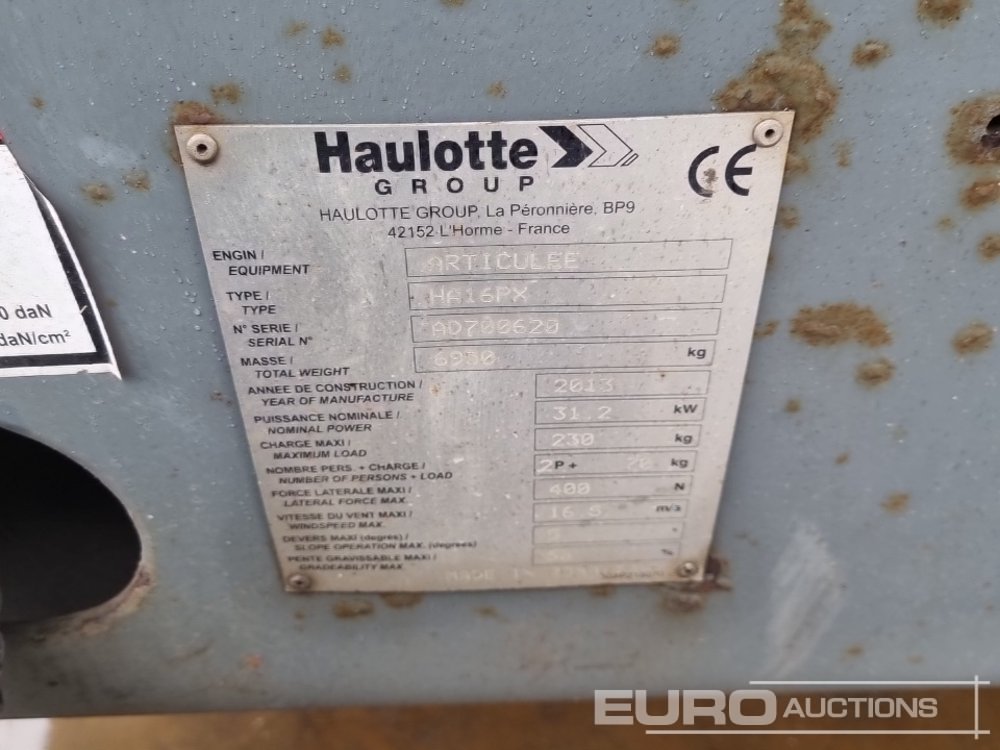 Haulotte
GROUP
CE
HAULOTTE GROUP, La Péronnière, BP9
42152 L'Horme - France
ENGIN / EQUIPMENT ARTICULEE
TYPE / TYPE HA16PX
N° SERIE / SERIAL N° AD700620
MASSE / TOTAL WEIGHT 6930 kg
ANNEE DE CONSTRUCTION / YEAR OF MANUFACTURE 2013
PUISSANCE NOMINALE / NOMINAL POWER 31,2 kW
CHARGE MAXI / MAXIMUM LOAD 230 kg
NOMBRE PERS. + CHARGE / NUMBER OF PERSONS + LOAD 2P + 70 kg
FORCE LATERALE MAXI / LATERAL FORCE MAX. 400 N
VITESSE DU VENT MAXI / WINDSPEED MAX. 16.5 m/s
DEVERS MAXI (degrés) / SLOPE OPERATION MAX. (degrees) °
PENTE GRAVISSABLE MAXI / GRADEABILITY MAX. %
MADE IN
0 daN
daN/cm²
EURO AUCTIONS